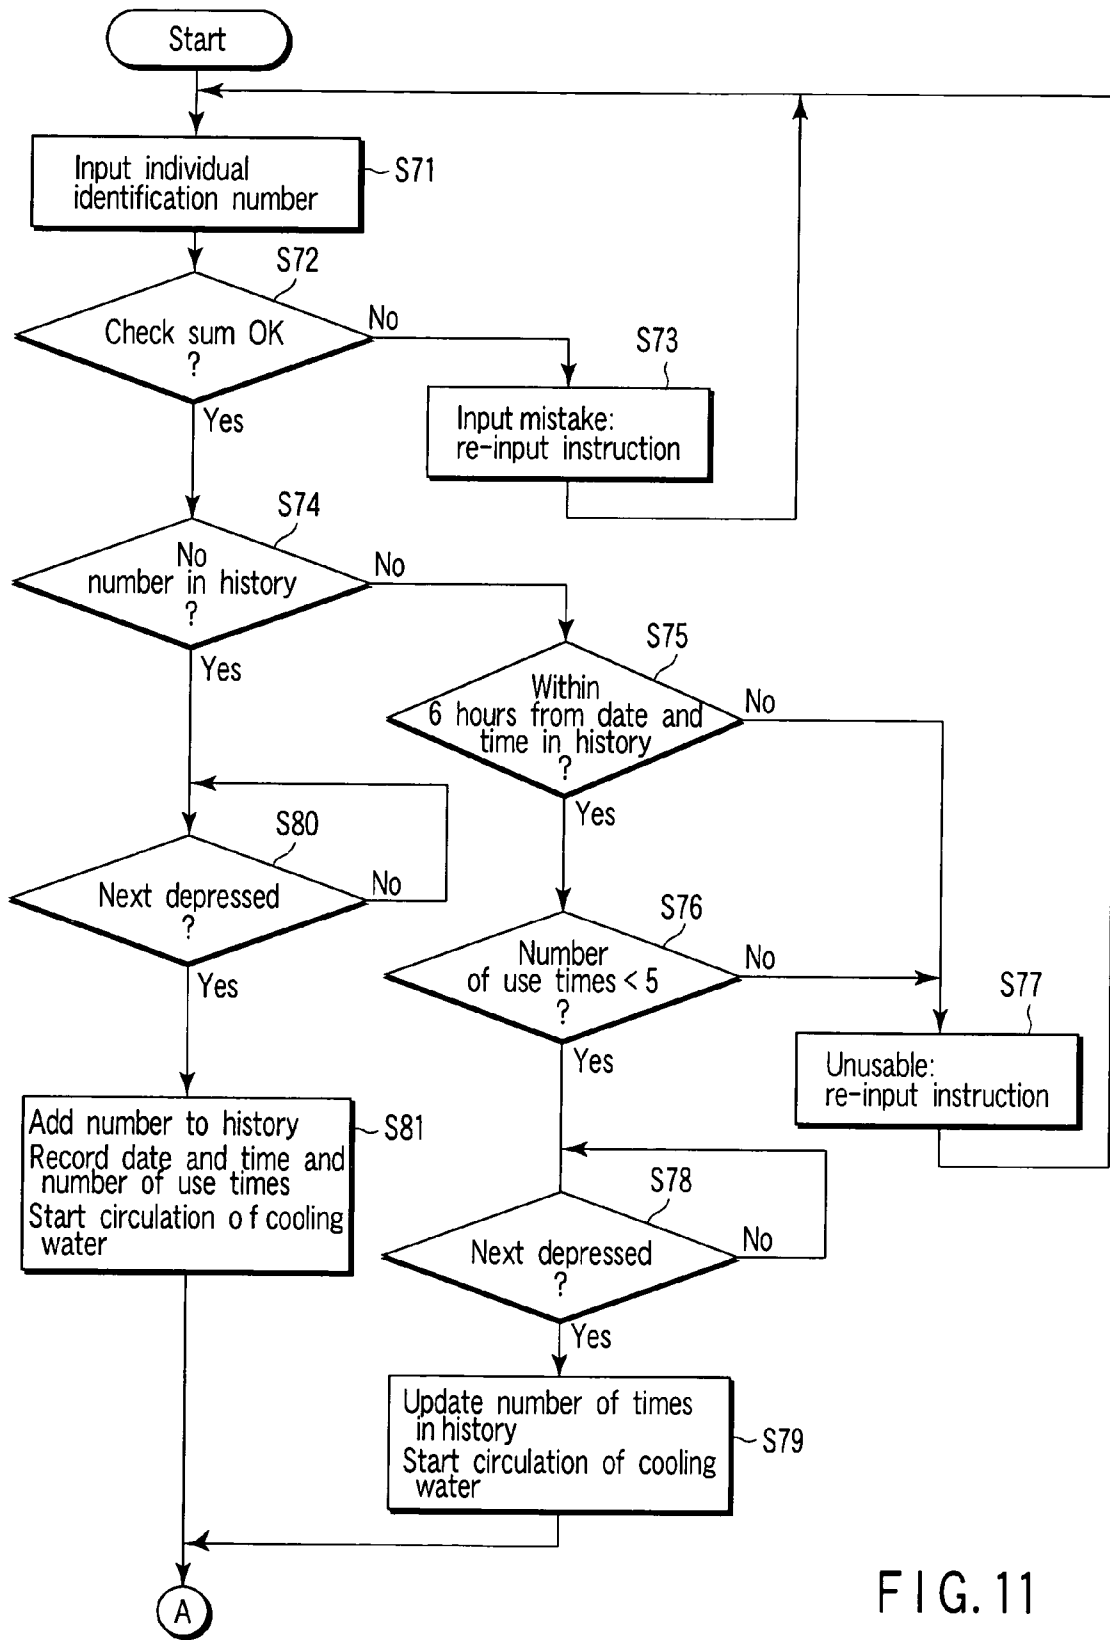 Start
Input individual
identification number
S71
S72
Check sum OK
?
No
Yes
S73
Input mistake:
re-input instruction
S74
No
number in history
?
No
Yes
S75
Within
6 hours from date and
time in history
?
No
Yes
S80
Next depressed
?
No
Yes
S76
Number
of use times < 5
?
No
Yes
S77
Unusable:
re-input instruction
Add number to history
Record date and time and
number of use times
Start circulation of cooling
water
S81
S78
Next depressed
?
No
Yes
Update number of times
in history
Start circulation of cooling
water
S79
A
FIG. 11